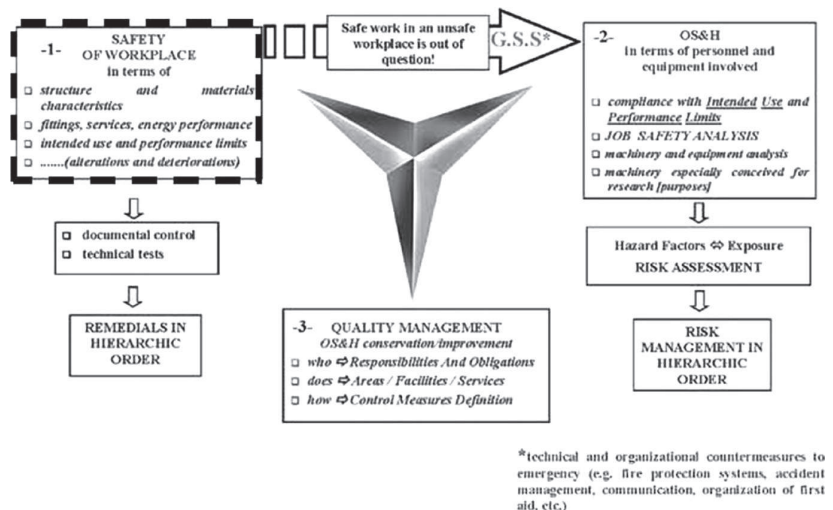 -1- SAFETY
OF WORKPLACE
in terms of
❑ structure and materials
characteristics
❑ fittings, services, energy performance
❑ intended use and performance limits
❑ .......(alterations and deteriorations)
❑ documental control
❑ technical tests
REMEDIALS IN
HIERARCHIC
ORDER
Safe work in an unsafe
workplace is out of
question!
G.S.S*
-2- OS&H
in terms of personnel and
equipment involved
❑ compliance with Intended Use and
Performance Limits
❑ JOB SAFETY ANALYSIS
❑ machinery and equipment analysis
❑ machinery especially conceived for
research [purposes]
Hazard Factors ⇔ Exposure
RISK ASSESSMENT
RISK
MANAGEMENT IN
HIERARCHIC
ORDER
-3- QUALITY MANAGEMENT
OS&H conservation/improvement
❑ who ⇨ Responsibilities And Obligations
❑ does ⇨ Areas / Facilities / Services
❑ how ⇨ Control Measures Definition
*technical and organizational countermeasures to
emergency (e.g. fire protection systems, accident
management, communication, organization of first
aid, etc.)